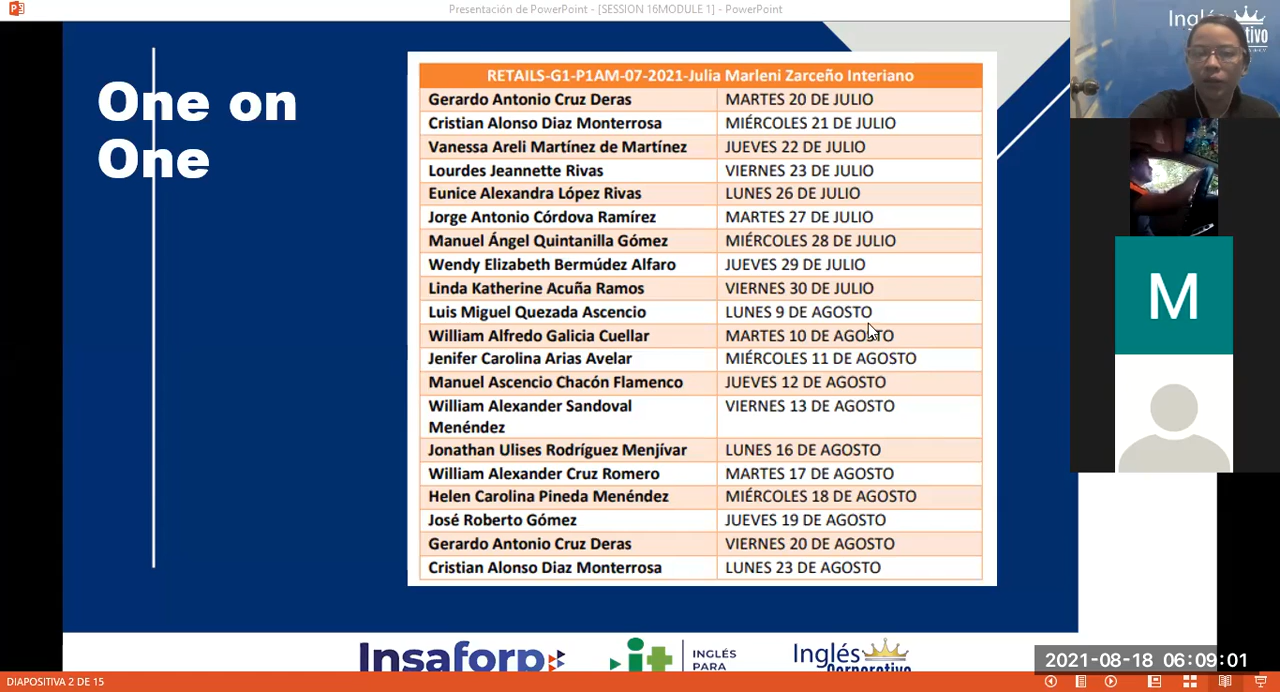 Presentación de PowerPoint - [SESSION 16MODULE 1] - PowerPoint
One on
One
RETAILS-G1-P1AM-07-2021-Julia Marleni Zarceño Interiano
Gerardo Antonio Cruz Deras MARTES 20 DE JULIO
Cristian Alonso Diaz Monterrosa MIÉRCOLES 21 DE JULIO
Vanessa Areli Martínez de Martínez JUEVES 22 DE JULIO
Lourdes Jeannette Rivas VIERNES 23 DE JULIO
Eunice Alexandra López Rivas LUNES 26 DE JULIO
Jorge Antonio Córdova Ramírez MARTES 27 DE JULIO
Manuel Ángel Quintanilla Gómez MIÉRCOLES 28 DE JULIO
Wendy Elizabeth Bermúdez Alfaro JUEVES 29 DE JULIO
Linda Katherine Acuña Ramos VIERNES 30 DE JULIO
Luis Miguel Quezada Ascencio LUNES 9 DE AGOSTO
William Alfredo Galicia Cuellar MARTES 10 DE AGOSTO
Jenifer Carolina Arias Avelar MIÉRCOLES 11 DE AGOSTO
Manuel Ascencio Chacón Flamenco JUEVES 12 DE AGOSTO
William Alexander Sandoval VIERNES 13 DE AGOSTO
Menéndez
Jonathan Ulises Rodríguez Menjívar LUNES 16 DE AGOSTO
William Alexander Cruz Romero MARTES 17 DE AGOSTO
Helen Carolina Pineda Menéndez MIÉRCOLES 18 DE AGOSTO
José Roberto Gómez JUEVES 19 DE AGOSTO
Gerardo Antonio Cruz Deras VIERNES 20 DE AGOSTO
Cristian Alonso Diaz Monterrosa LUNES 23 DE AGOSTO
M
Insaforp
it
INGLÉS
PARA
Inglés
Corporativo
2021-08-18 06:09:01
DIAPOSITIVA 2 DE 15